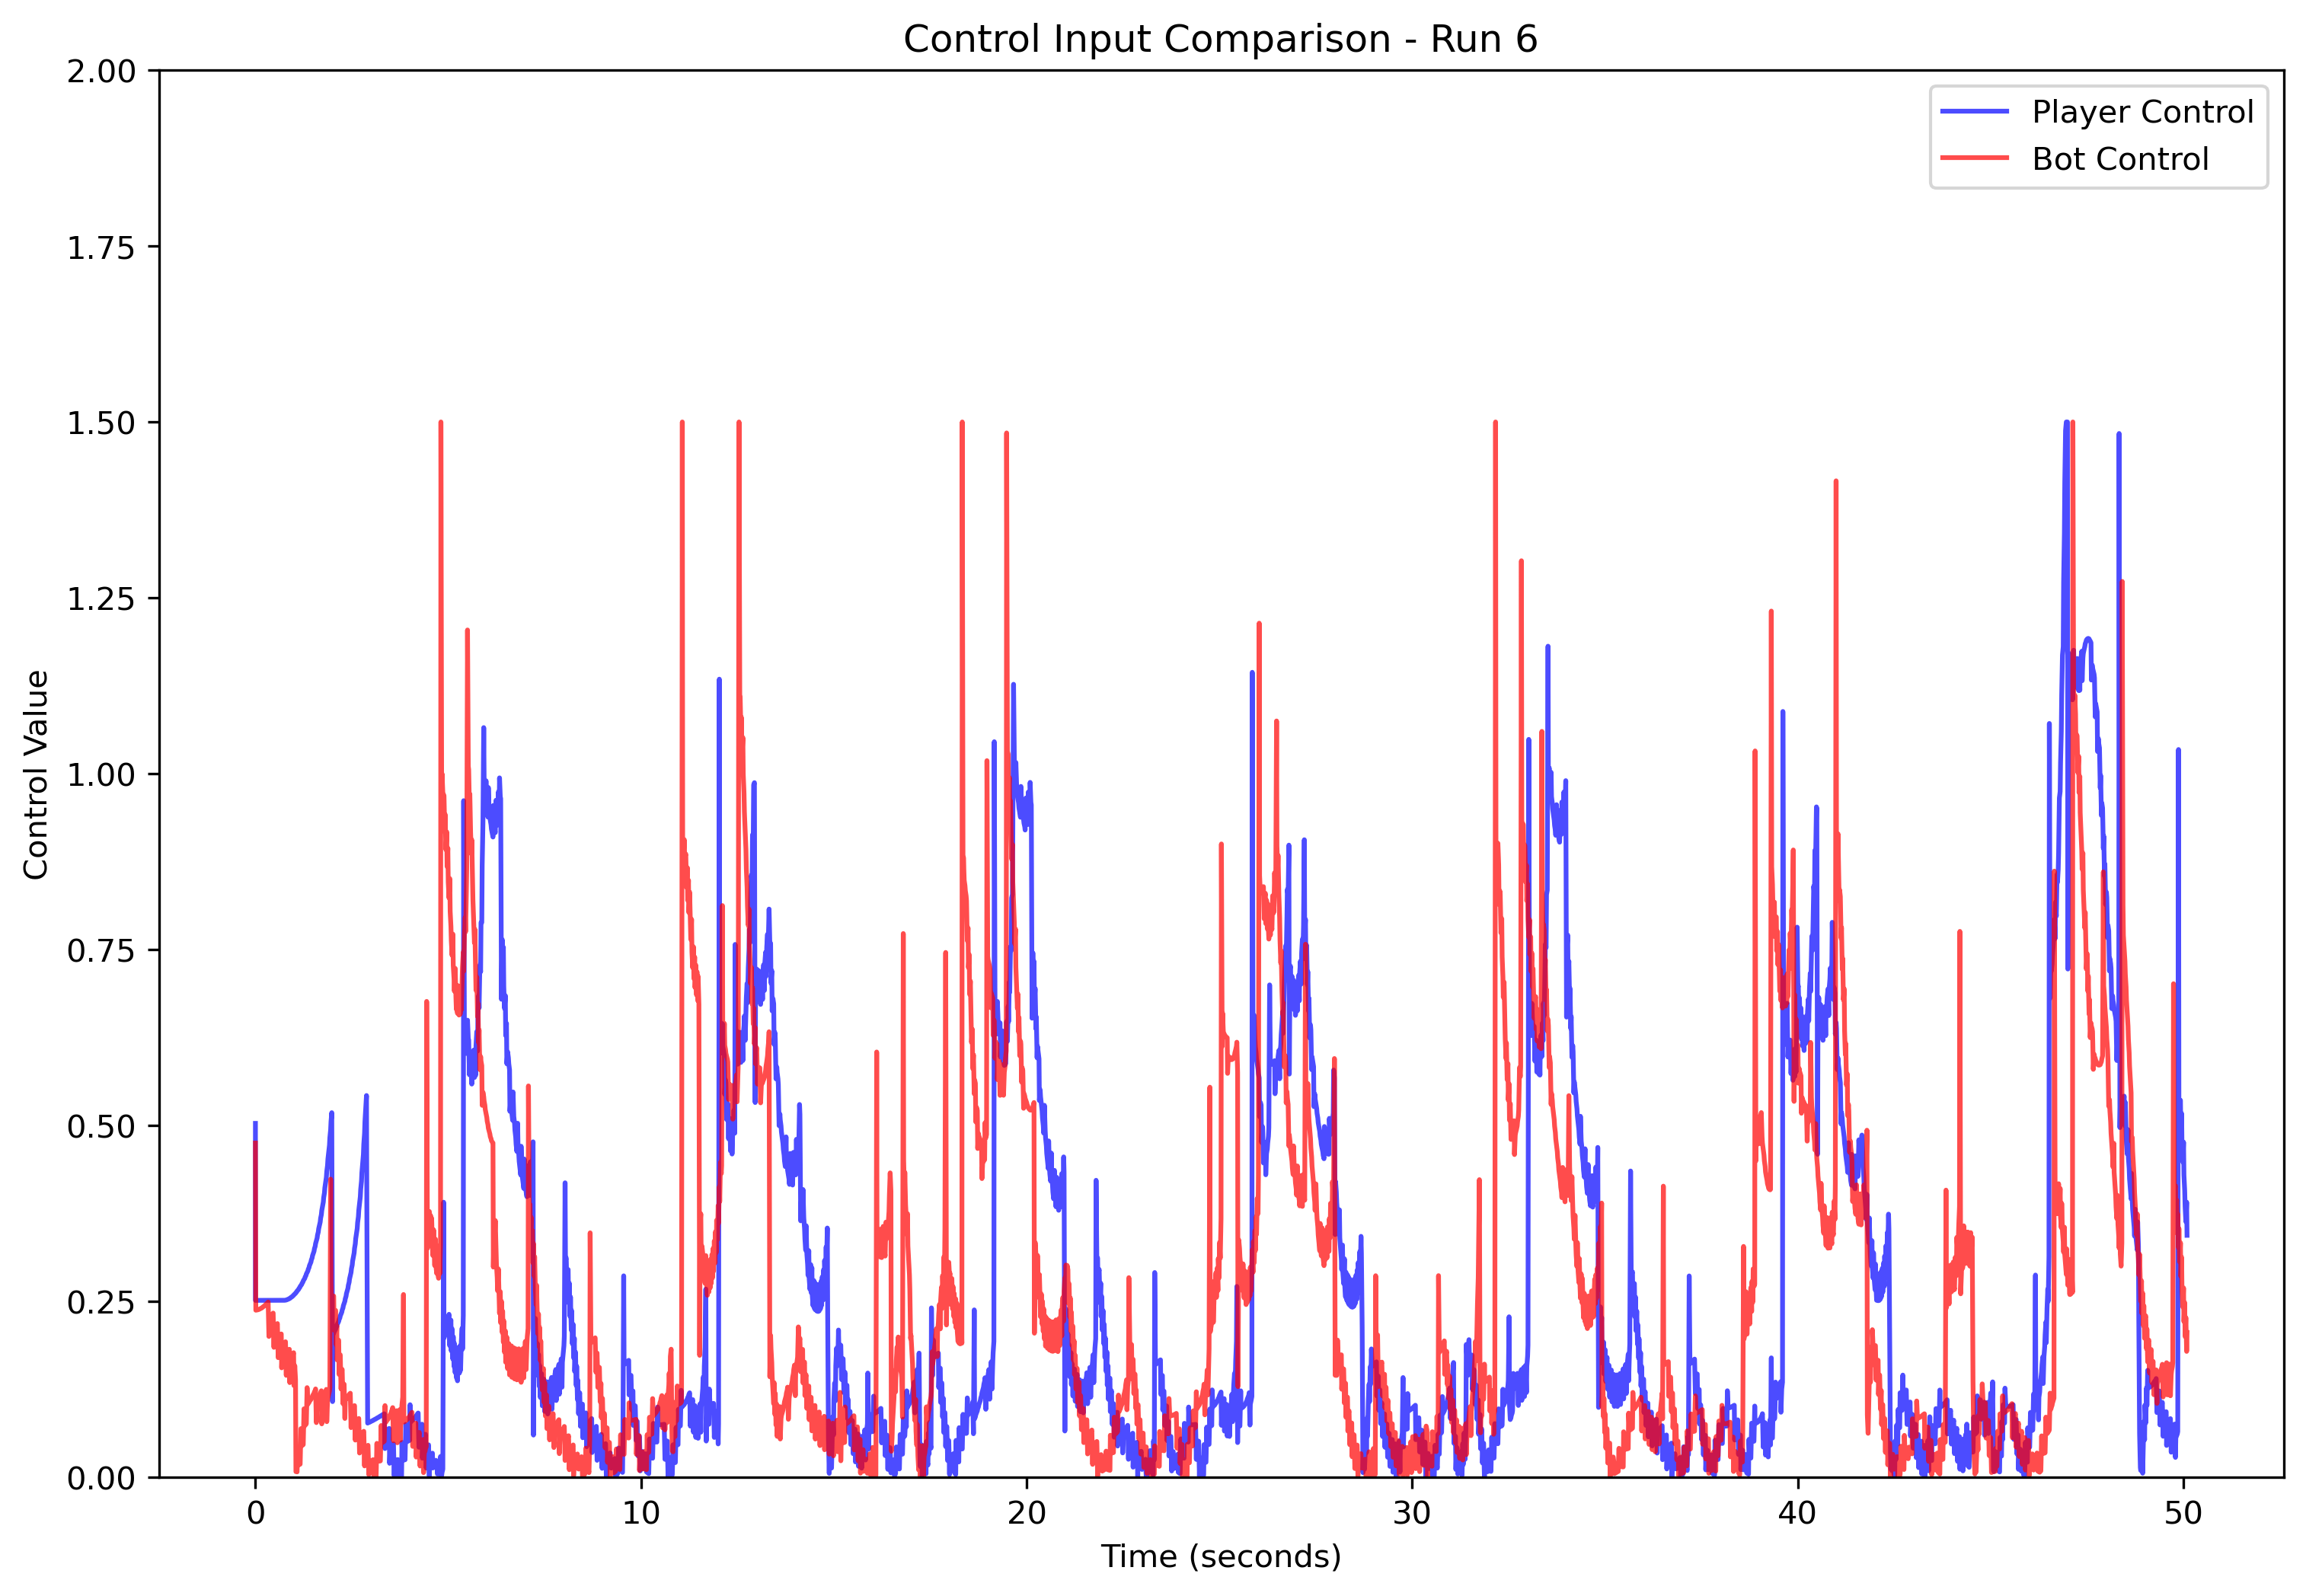 Control Input Comparison - Run 6
2.00
1.75
1.50
1.25
1.00
0.75
0.50
0.25
0.00
Control Value
Player Control
Bot Control
0 10 20 30 40 50
Time (seconds)